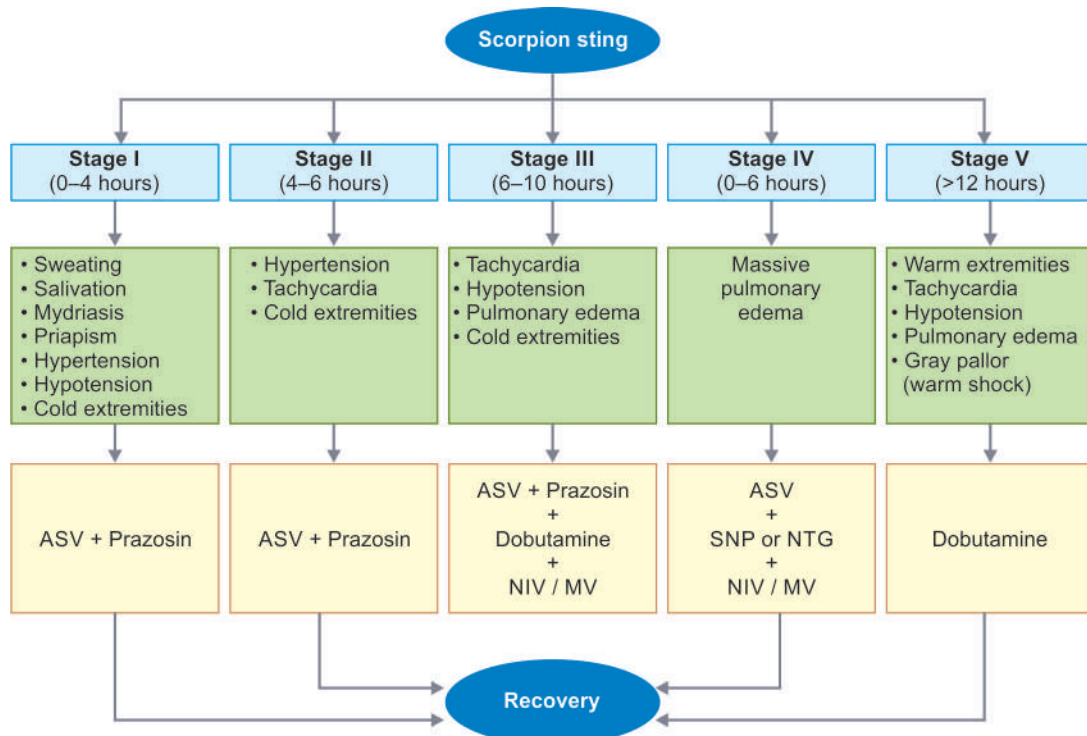 Scorpion sting
Stage I
(0–4 hours)
Stage II
(4–6 hours)
Stage III
(6–10 hours)
Stage IV
(0–6 hours)
Stage V
(>12 hours)
• Sweating
• Salivation
• Mydriasis
• Priapism
• Hypertension
• Hypotension
• Cold extremities
• Hypertension
• Tachycardia
• Cold extremities
• Tachycardia
• Hypotension
• Pulmonary edema
• Cold extremities
Massive
pulmonary
edema
• Warm extremities
• Tachycardia
• Hypotension
• Pulmonary edema
• Gray pallor
(warm shock)
ASV + Prazosin
ASV + Prazosin
ASV + Prazosin
+
Dobutamine
+
NIV / MV
ASV
+
SNP or NTG
+
NIV / MV
Dobutamine
Recovery